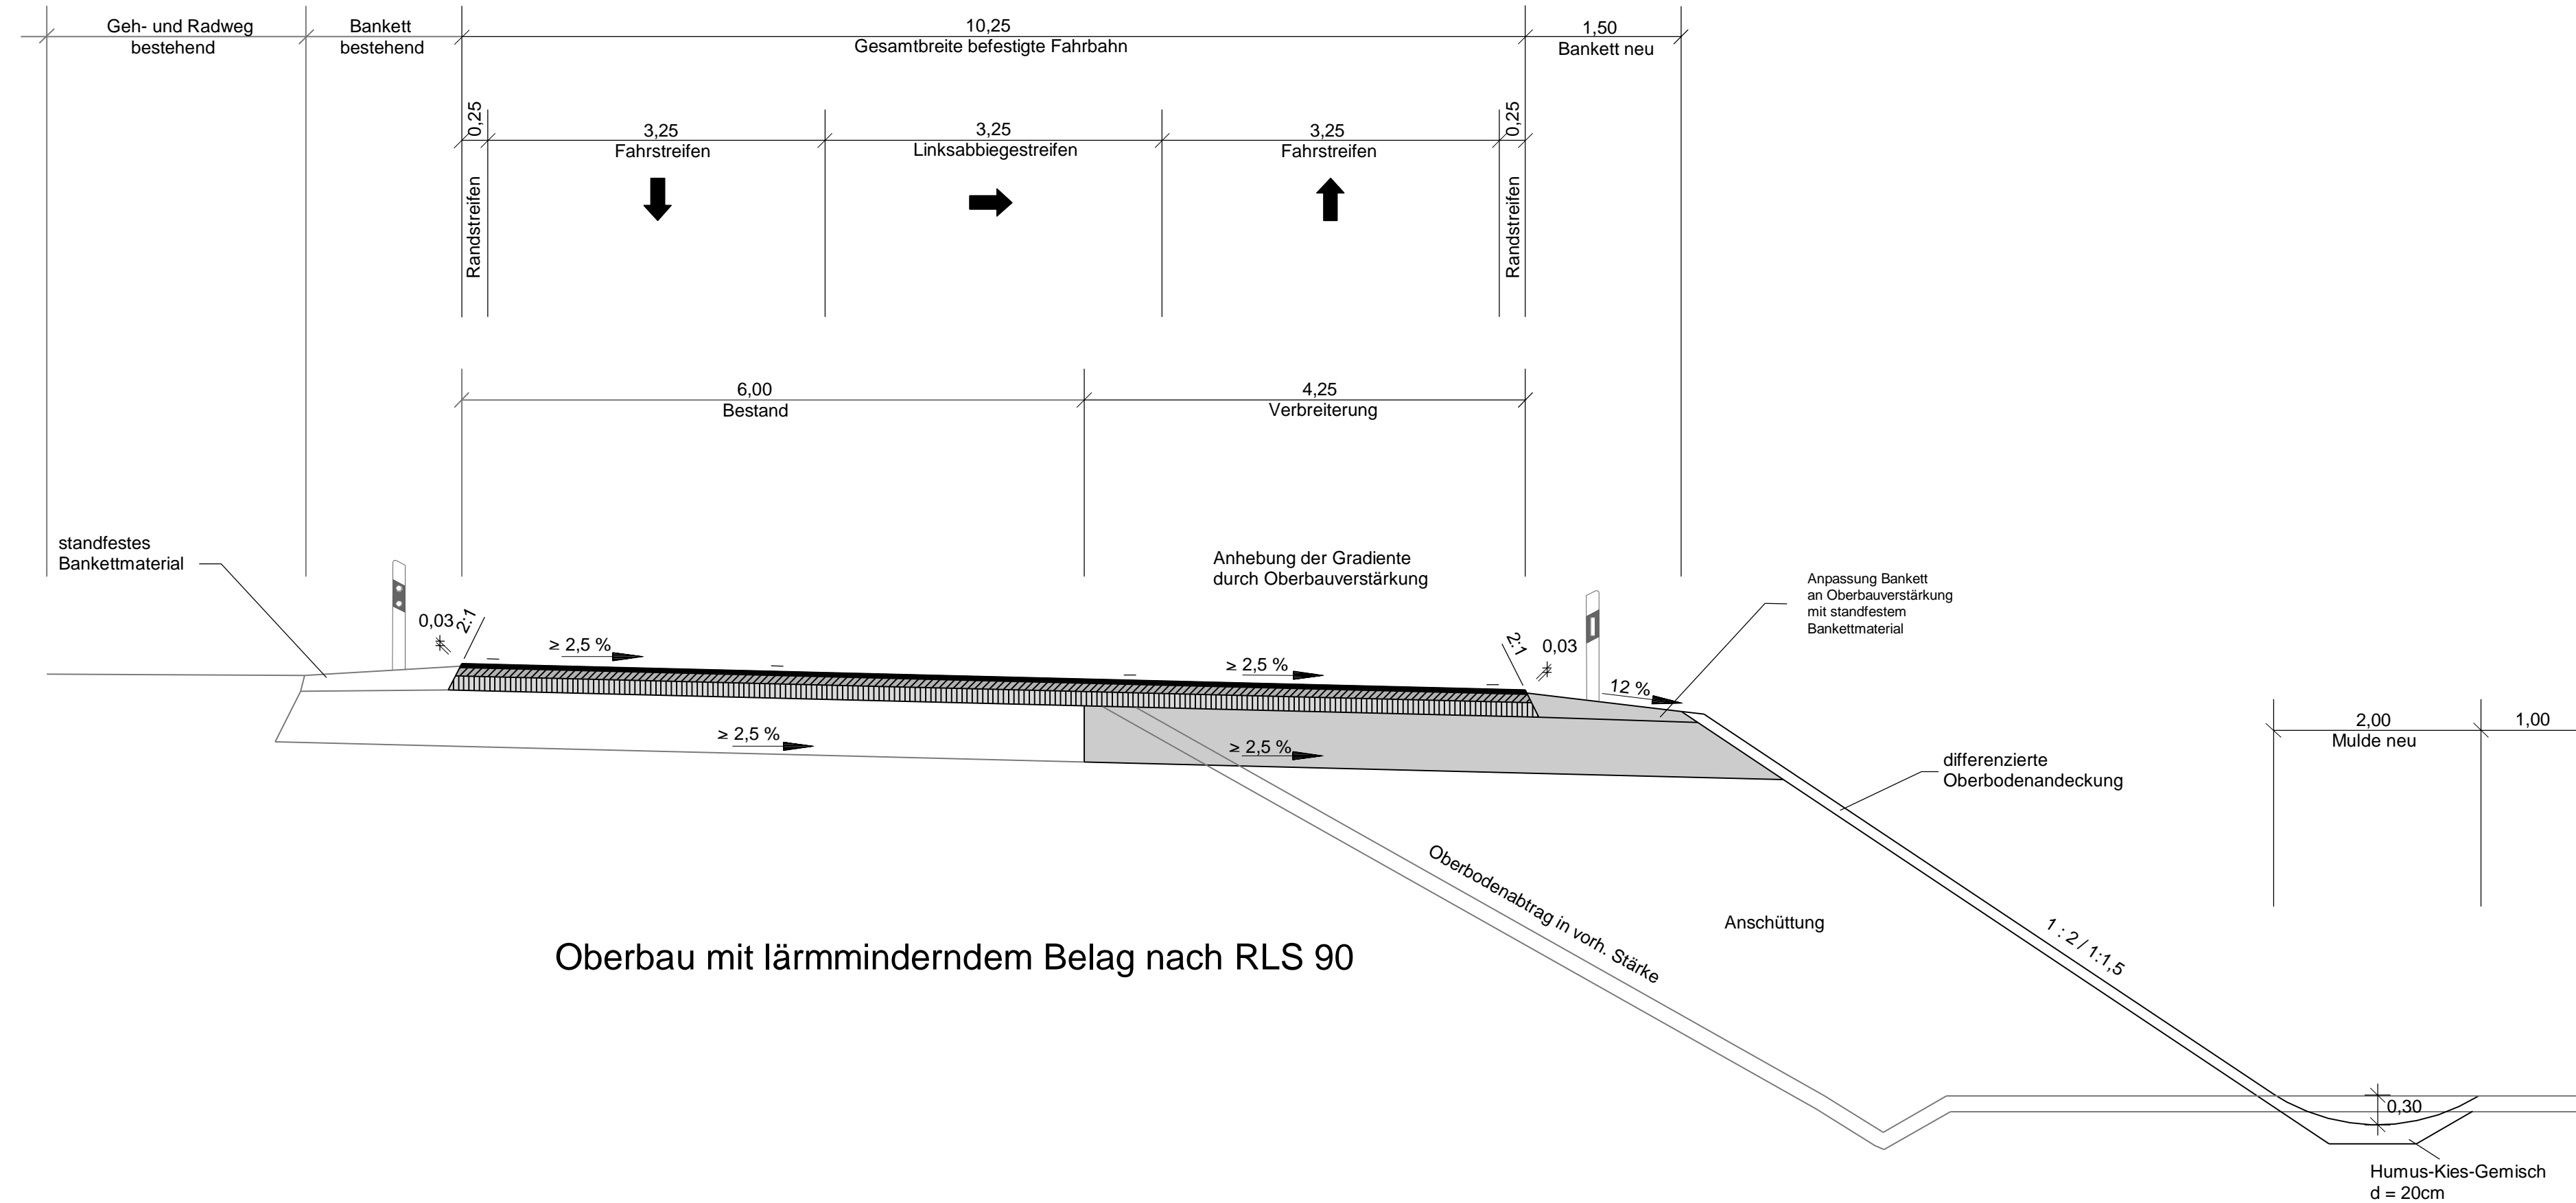 Geh- und Radweg
bestehend
Bankett
bestehend
10,25
Gesamtbreite befestigte Fahrbahn
1,50
Bankett neu
0,25
Randstreifen
3,25
Fahrstreifen
3,25
Linksabbiegestreifen
3,25
Fahrstreifen
0,25
Randstreifen
6,00
Bestand
4,25
Verbreiterung
standfestes
Bankettmaterial
Anhebung der Gradiente
durch Oberbauverstärkung
Anpassung Bankett
an Oberbauverstärkung
mit standfestem
Bankettmaterial
0,03
2:1
≥ 2,5 %
≥ 2,5 %
2:1
0,03
12 %
≥ 2,5 %
≥ 2,5 %
2,00
Mulde neu
1,00
differenzierte
Oberbodenandeckung
Oberbodenabtrag in vorh. Stärke
Anschüttung
1 : 2 / 1:1,5
Oberbau mit lärmminderndem Belag nach RLS 90
0,30
Humus-Kies-Gemisch
d = 20cm